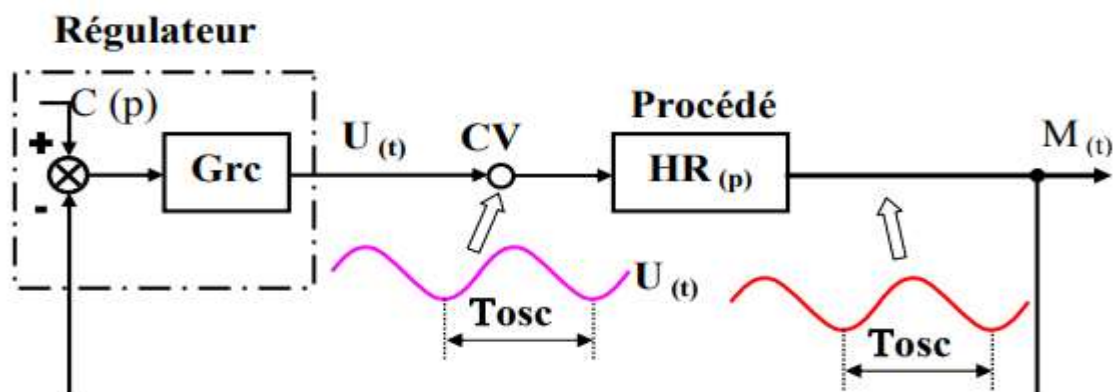 Régulateur
C (p)
+
-
Grc
U (t)
CV
Procédé
HR (p)
M (t)
U (t)
Tosc
Tosc